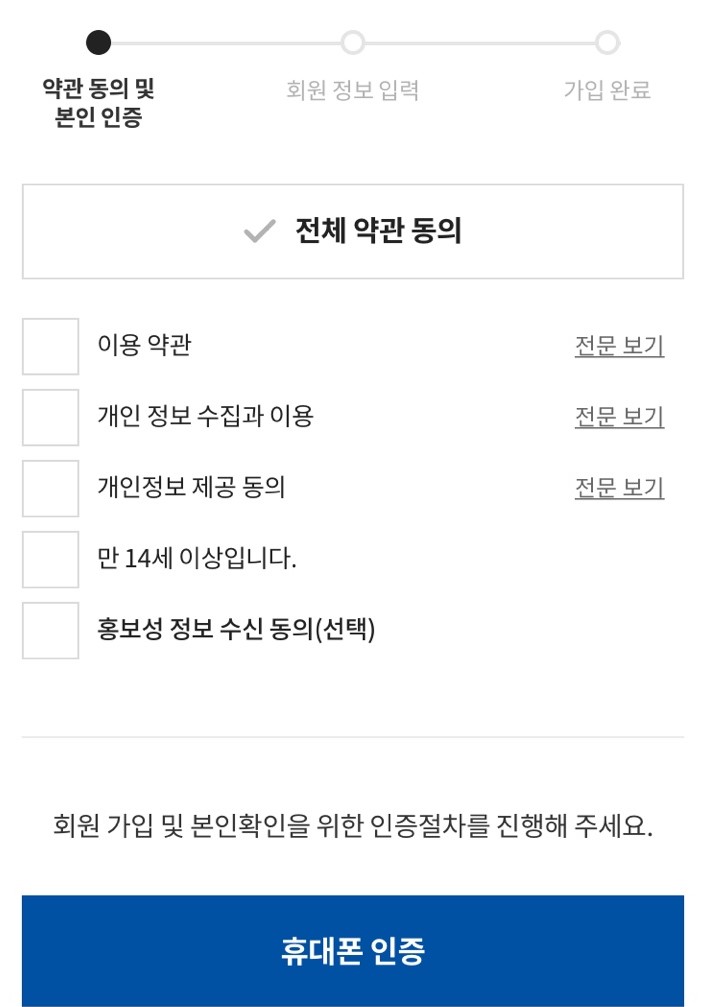 약관 동의 및
본인 인증
회원 정보 입력
가입 완료
전체 약관 동의
이용 약관
전문 보기
개인 정보 수집과 이용
전문 보기
개인정보 제공 동의
전문 보기
만 14세 이상입니다.
홍보성 정보 수신 동의(선택)
회원 가입 및 본인확인을 위한 인증절차를 진행해 주세요.
휴대폰 인증